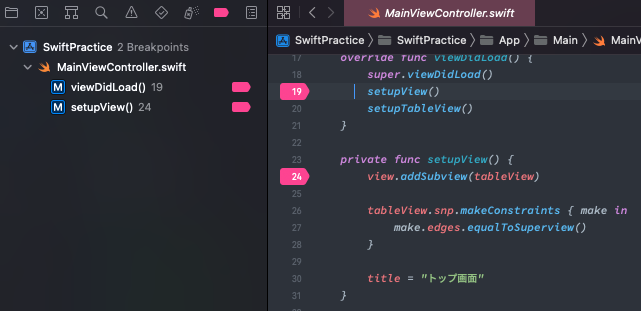 MainViewController.swift
SwiftPractice 2 Breakpoints
MainViewController.swift
M viewDidLoad() 19
M setupView() 24
SwiftPractice > SwiftPractice > App > Main > MainV
17 override func viewDidLoad() {
18 super.viewDidLoad()
19 setupView()
20 setupTableView()
21 }
22
23 private func setupView() {
24 view.addSubview(tableView)
25
26 tableView.snp.makeConstraints { make in
27 make.edges.equalToSuperview()
28 }
29
30 title = "トップ画面"
31 }